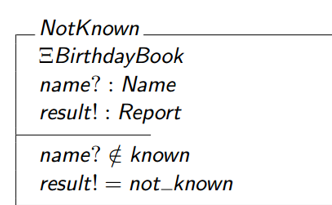 NotKnown
ΞBirthdayBook
name? : Name
result! : Report
name? ∉ known
result! = not_known